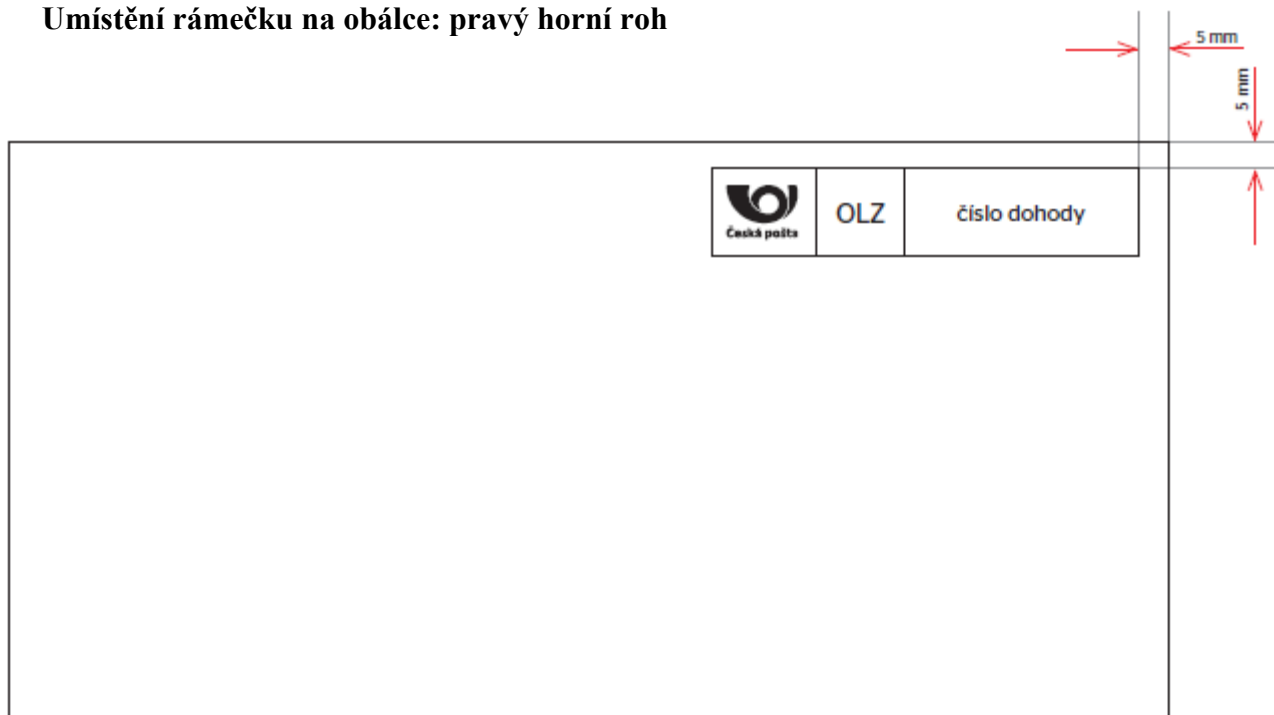 Umístění rámečku na obálce: pravý horní roh
5 mm
5 mm
Česká pošta
OLZ
číslo dohody